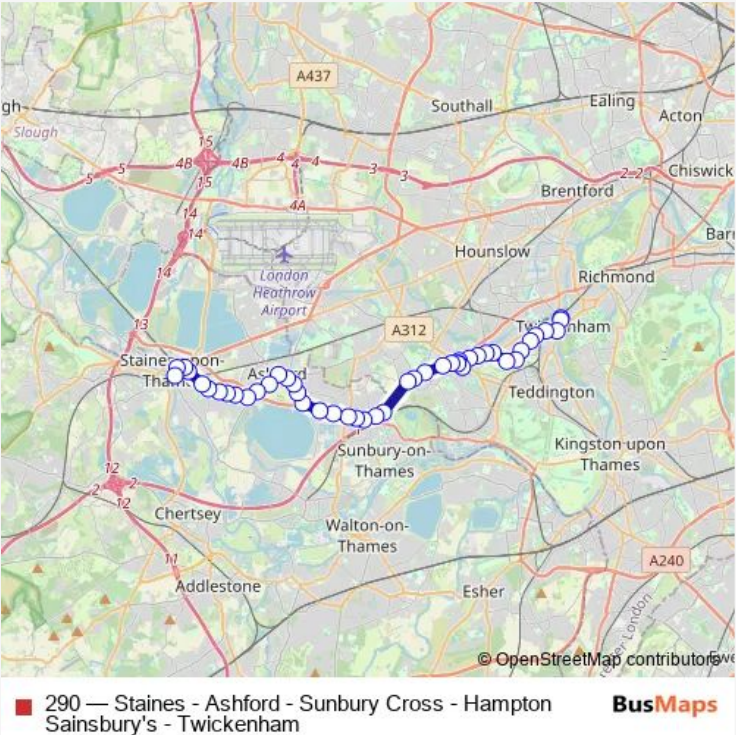 A437
Southall
Ealing
Acton
gh
Slough
15
4B
4B
4
4
4
3
3
2
2
Chiswick
5
5
15
Brentford
4A
14
14
Bar
Hounslow
Richmond
14
London
Heathrow
Airport
13
A312
Staines-upon-
Teddington
Kingston upon
Thames
Sunbury-on-
Thames
12
2
2
12
Chertsey
Walton-on-
Thames
11
A240
Addlestone
Esher
© OpenStreetMap contributors
290 — Staines - Ashford - Sunbury Cross - Hampton
Sainsbury's - Twickenham
BusMaps